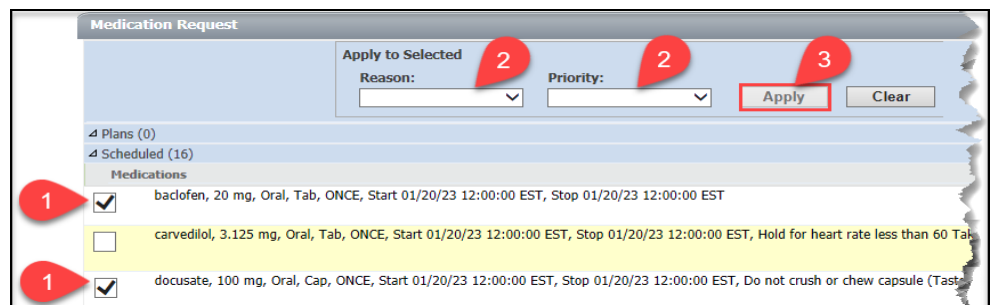 Medication Request
Apply to Selected
Reason:
Priority:
2
2
3
Apply
Clear
Plans (0)
Scheduled (16)
Medications
1
baclofen, 20 mg, Oral, Tab, ONCE, Start 01/20/23 12:00:00 EST, Stop 01/20/23 12:00:00 EST
carvedilol, 3.125 mg, Oral, Tab, ONCE, Start 01/20/23 12:00:00 EST, Stop 01/20/23 12:00:00 EST, Hold for heart rate less than 60
1
docusate, 100 mg, Oral, Cap, ONCE, Start 01/20/23 12:00:00 EST, Stop 01/20/23 12:00:00 EST, Do not crush or chew capsule